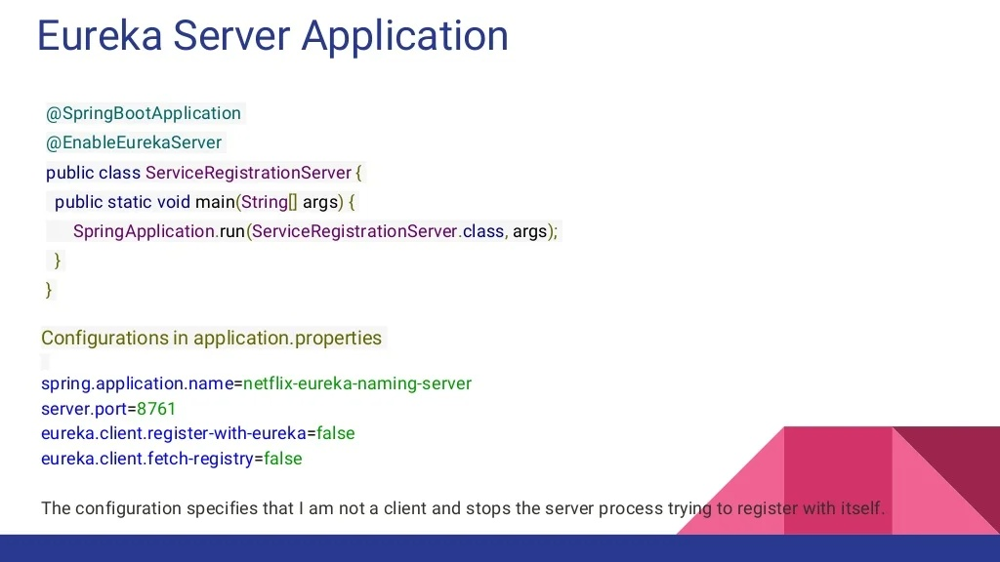 Eureka Server Application
@SpringBootApplication
@EnableEurekaServer
public class ServiceRegistrationServer {
public static void main(String[] args) {
SpringApplication.run(ServiceRegistrationServer.class, args);
}
}
Configurations in application.properties
spring.application.name=netflix-eureka-naming-server
server.port=8761
eureka.client.register-with-eureka=false
eureka.client.fetch-registry=false
The configuration specifies that I am not a client and stops the server process trying to register with itself.